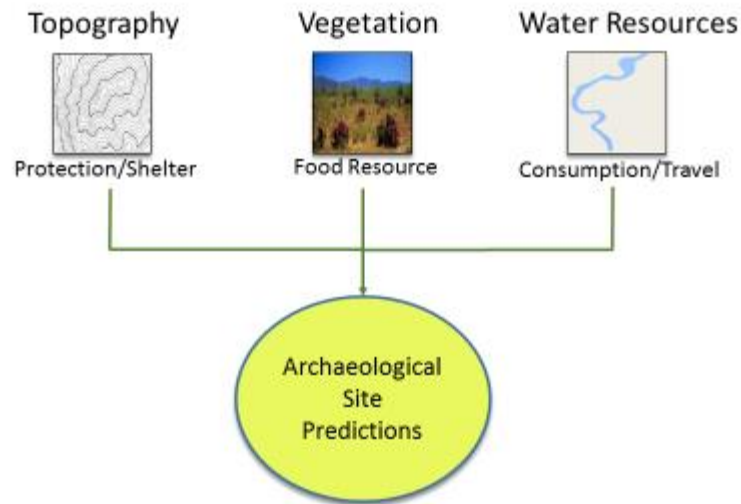 Topography
Vegetation
Water Resources
Protection/Shelter
Food Resource
Consumption/Travel
Archaeological
Site
Predictions